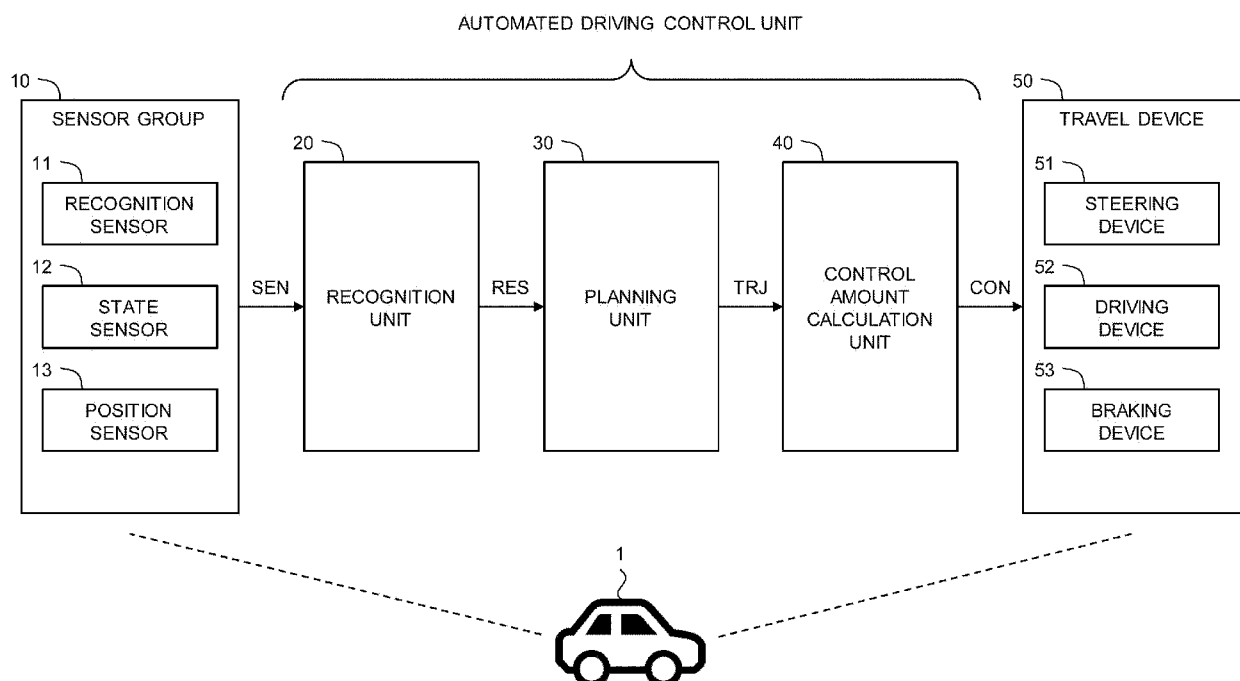 AUTOMATED DRIVING CONTROL UNIT
10
SENSOR GROUP
11
RECOGNITION
SENSOR
12
STATE
SENSOR
13
POSITION
SENSOR
SEN
20
RECOGNITION
UNIT
RES
30
PLANNING
UNIT
TRJ
40
CONTROL
AMOUNT
CALCULATION
UNIT
CON
50
TRAVEL DEVICE
51
STEERING
DEVICE
52
DRIVING
DEVICE
53
BRAKING
DEVICE
1